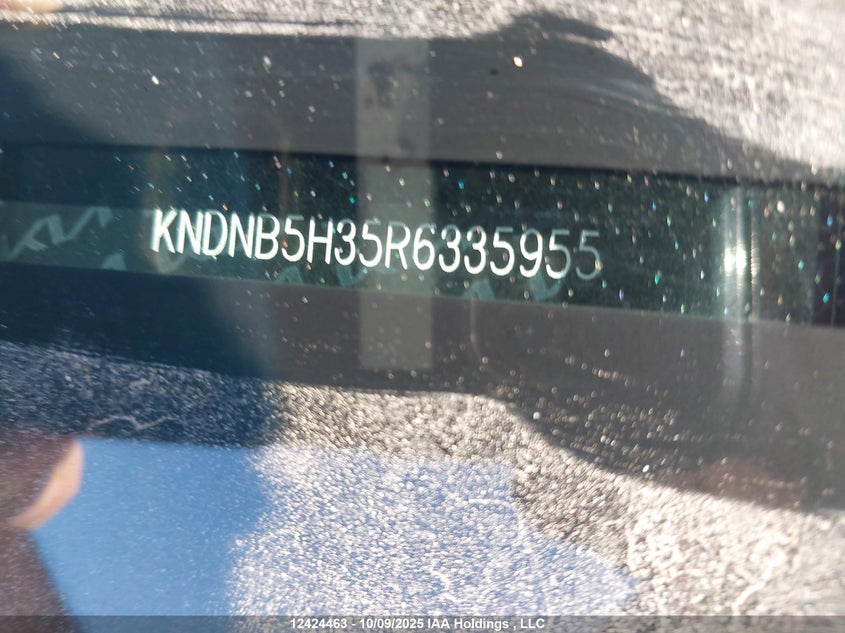 KNDNB5H35R6335955
12424463 - 10/09/2025 IAA Holdings , LLC